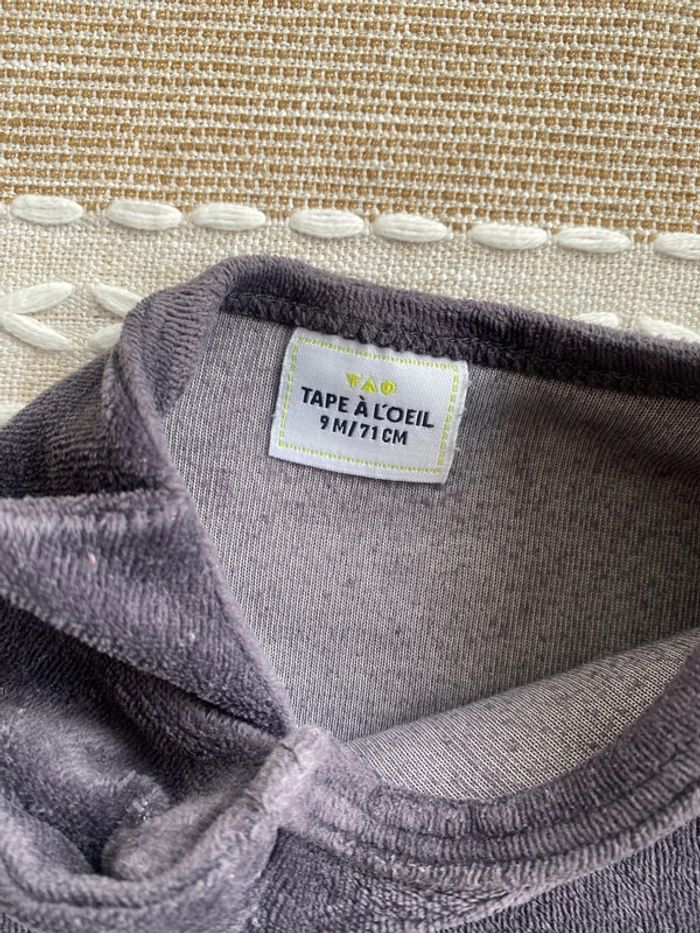 TAO
TAPE À L'OEIL
9 M/71 CM